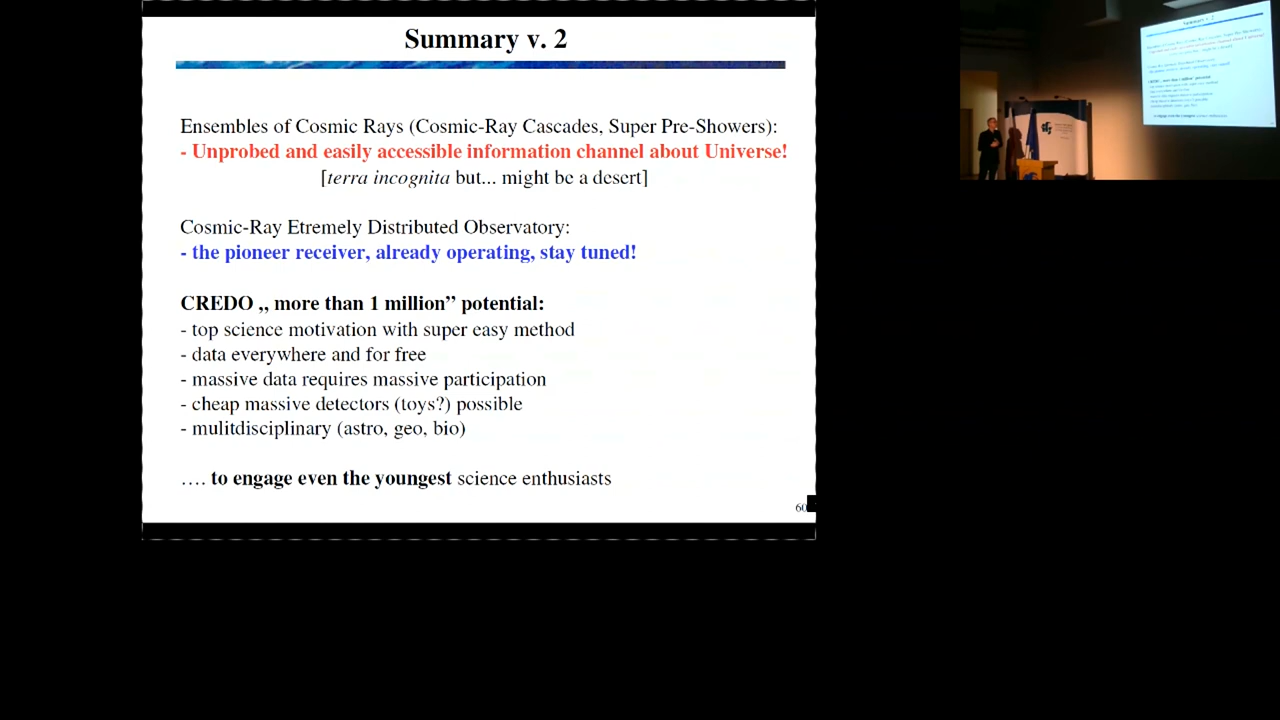 Summary v. 2
Ensembles of Cosmic Rays (Cosmic-Ray Cascades, Super Pre-Showers):
- Unprobed and easily accessible information channel about Universe!
[terra incognita but... might be a desert]
Cosmic-Ray Etremely Distributed Observatory:
- the pioneer receiver, already operating, stay tuned!
CREDO ,, more than 1 million” potential:
- top science motivation with super easy method
- data everywhere and for free
- massive data requires massive participation
- cheap massive detectors (toys?) possible
- mulitdisciplinary (astro, geo, bio)
…. to engage even the youngest science enthusiasts
60
Summary v. 2